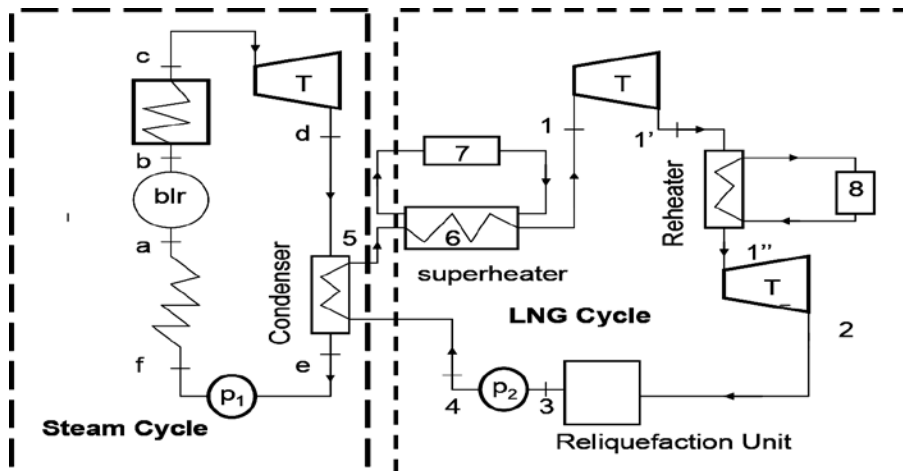 c
T
d
b
blr
a
f
p1
e
Condenser
5
Steam Cycle
7
6
superheater
1
T
1'
Reheater
8
1''
T
2
LNG Cycle
4
p2
3
Reliquefaction Unit